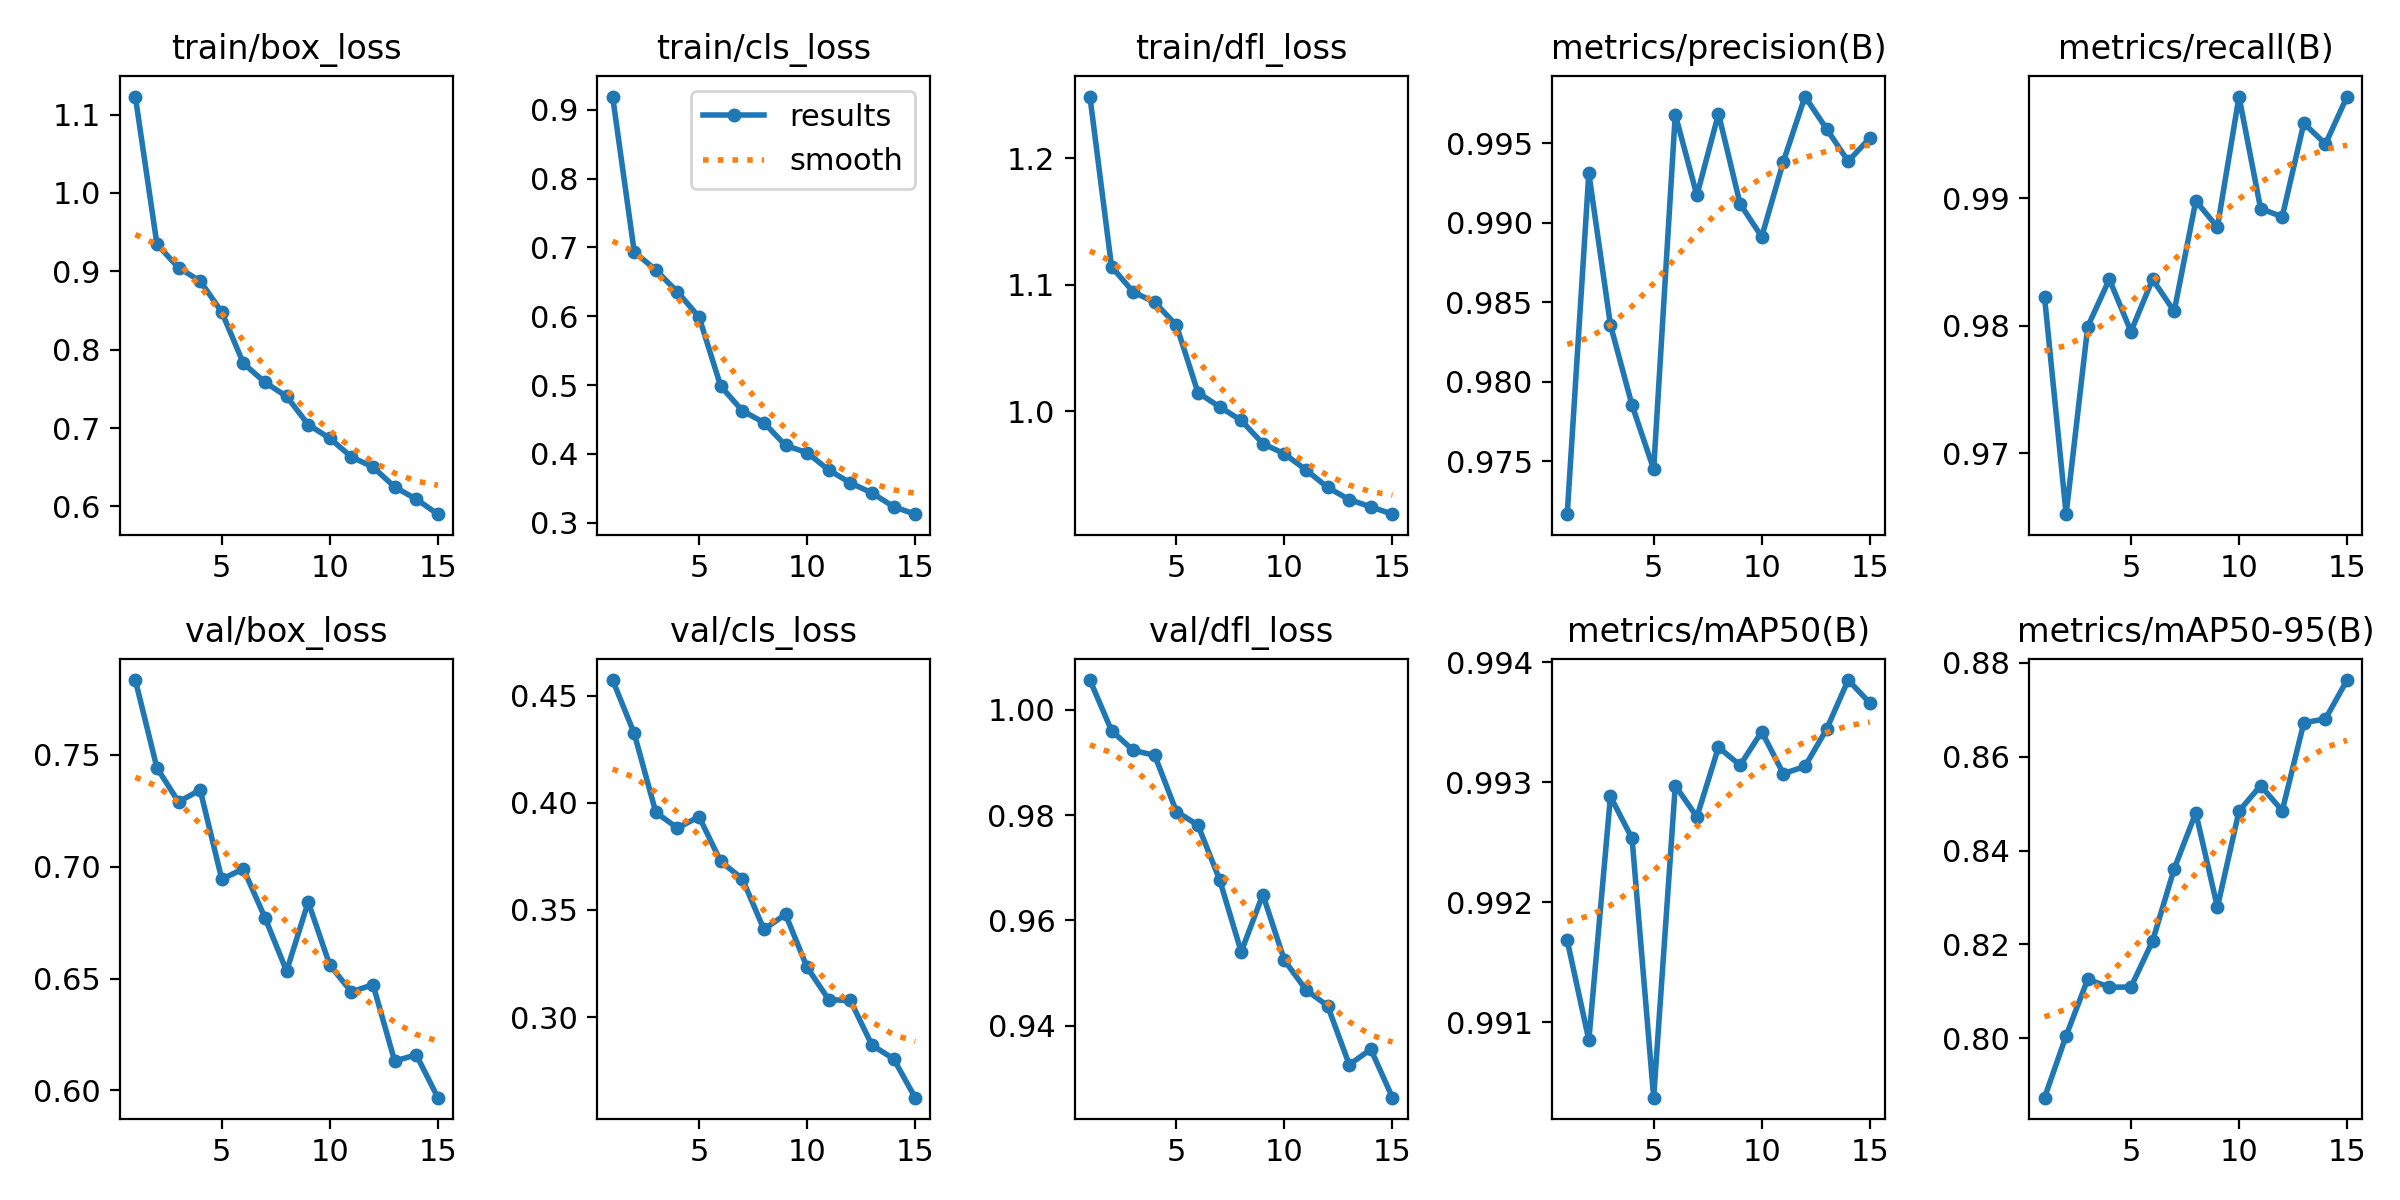 train/box_loss
1.1
1.0
0.9
0.8
0.7
0.6
5 10 15
train/cls_loss
results
smooth
0.9
0.8
0.7
0.6
0.5
0.4
0.3
5 10 15
train/dfl_loss
1.2
1.1
1.0
5 10 15
metrics/precision(B)
0.995
0.990
0.985
0.980
0.975
5 10 15
metrics/recall(B)
0.99
0.98
0.97
5 10 15
val/box_loss
0.75
0.70
0.65
0.60
5 10 15
val/cls_loss
0.45
0.40
0.35
0.30
5 10 15
val/dfl_loss
1.00
0.98
0.96
0.94
5 10 15
metrics/mAP50(B)
0.994
0.993
0.992
0.991
5 10 15
metrics/mAP50-95(B)
0.88
0.86
0.84
0.82
0.80
5 10 15